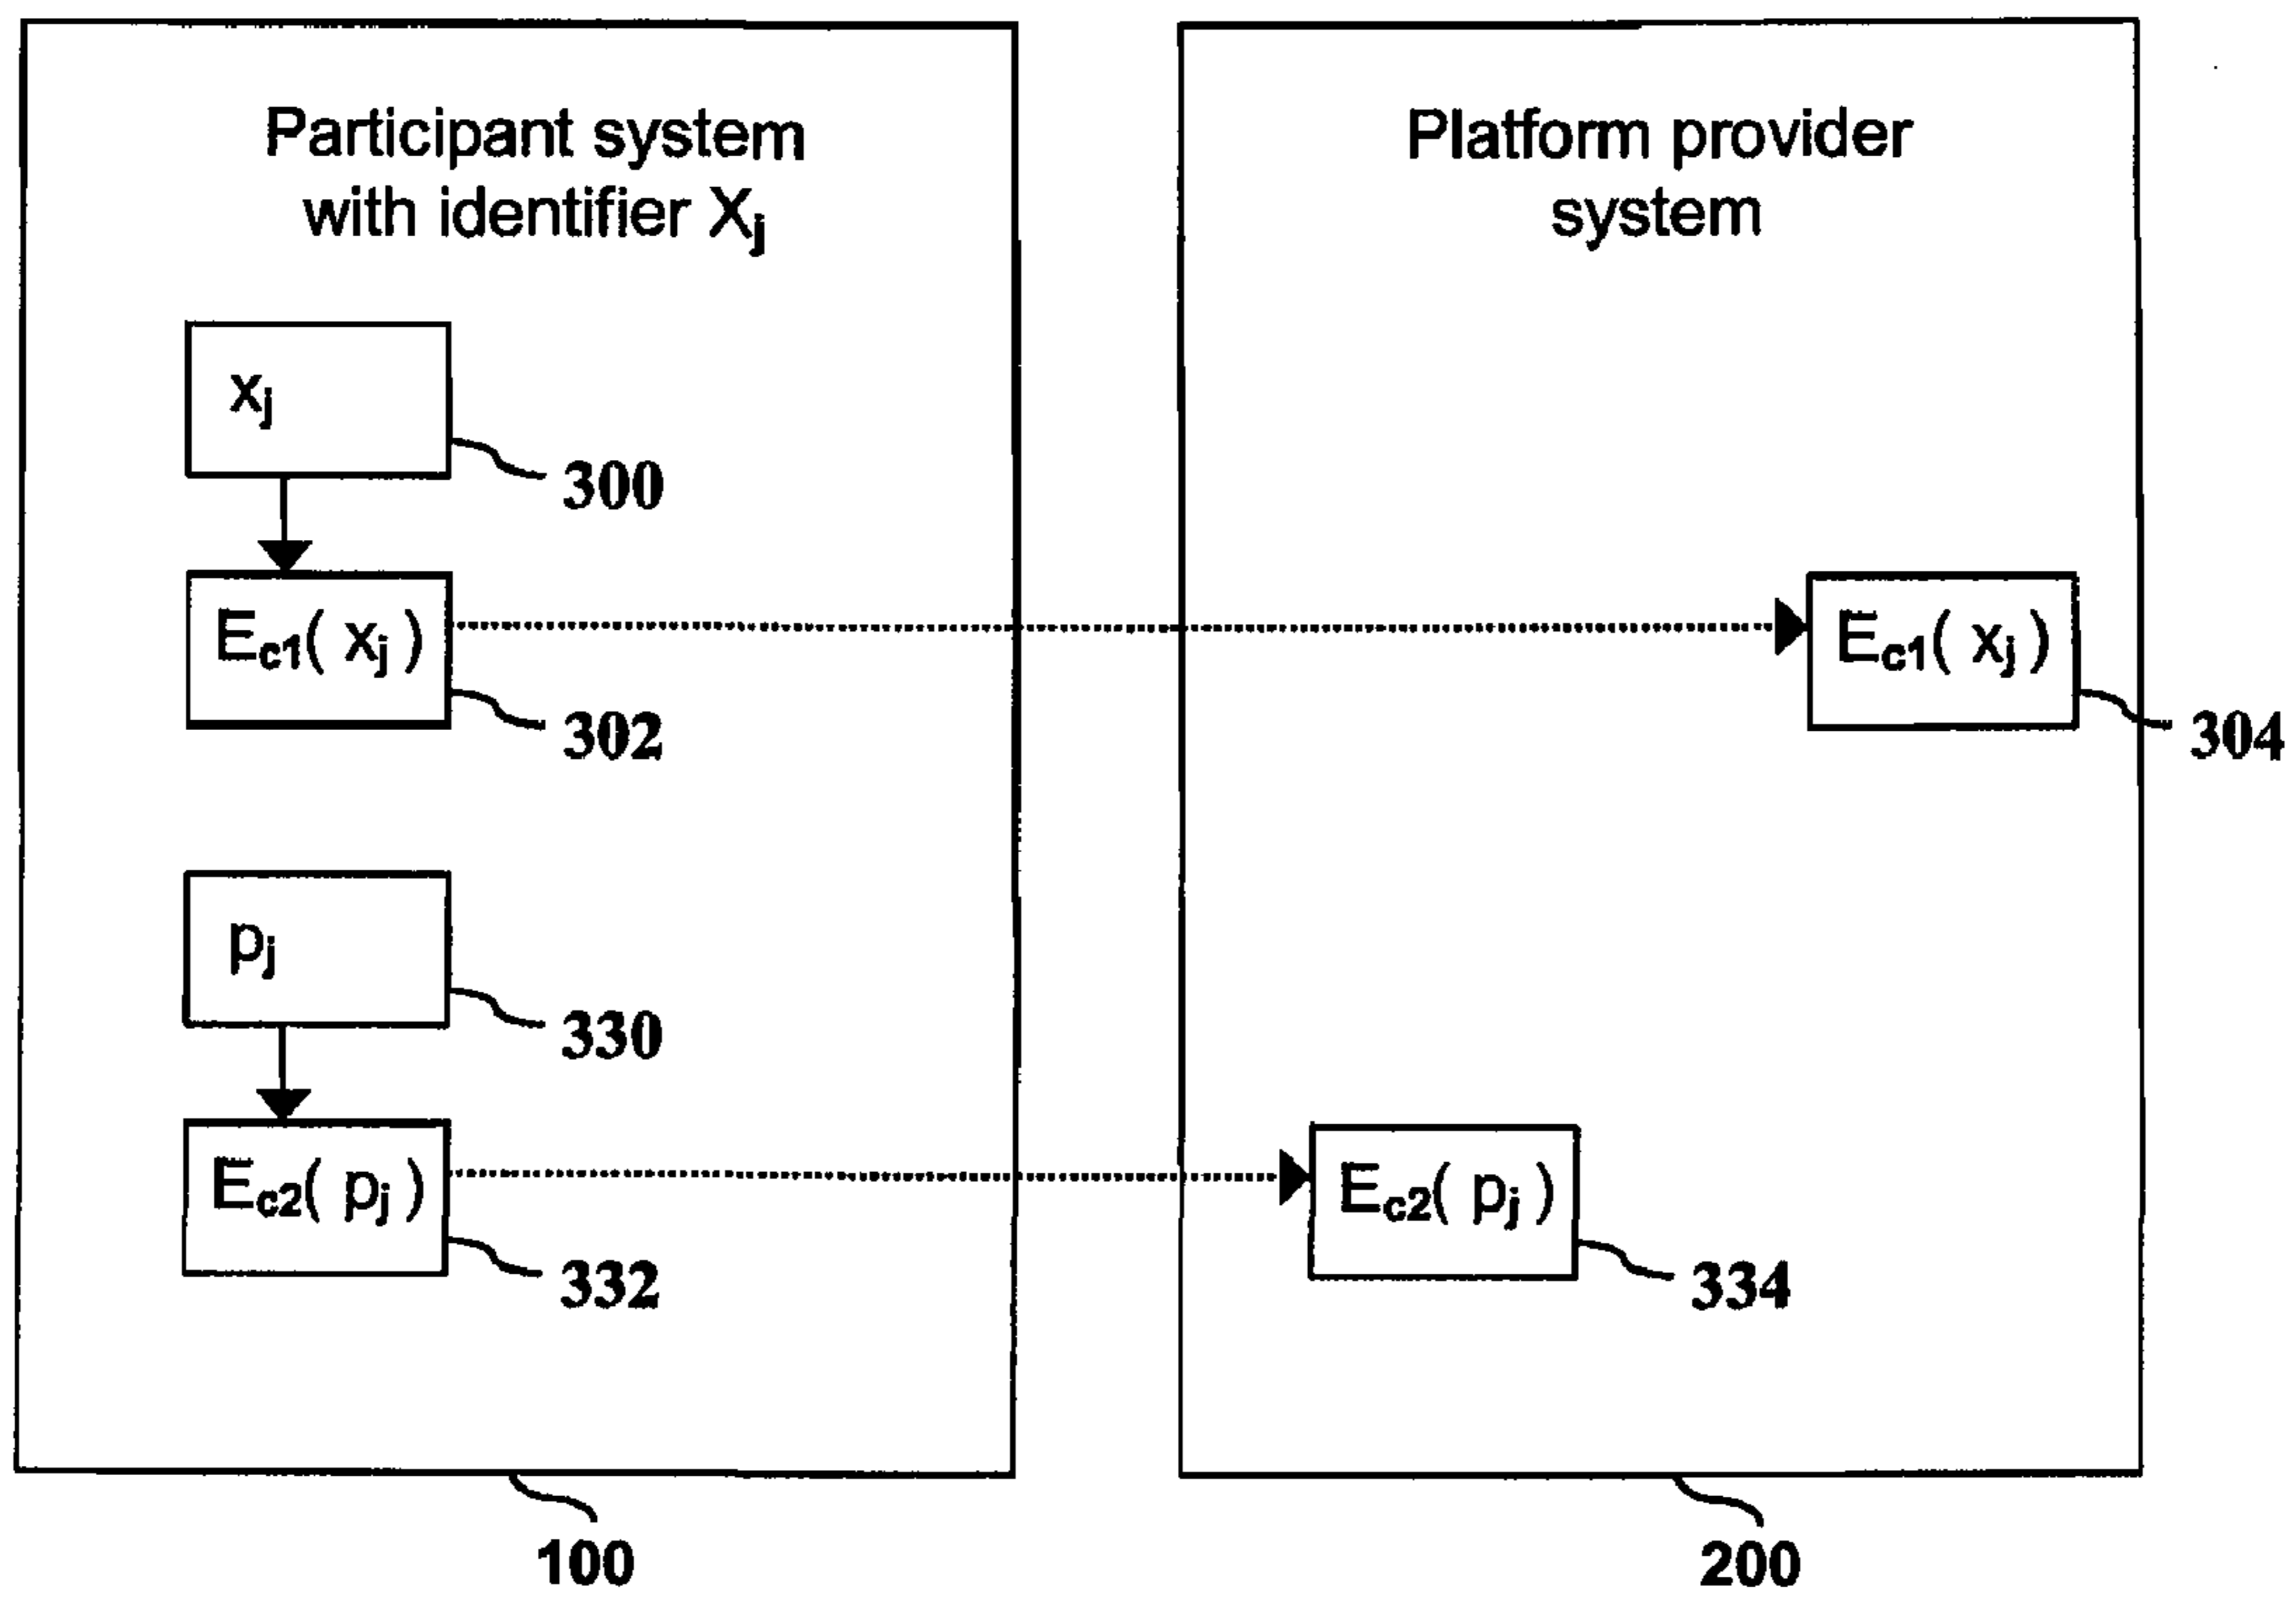 Participant system
with identifier Xj
Platform provider
system
xj
300
Ec1( xj )
302
Ec1( xj )
304
pj
330
Ec2( pj )
332
Ec2( pj )
334
100
200